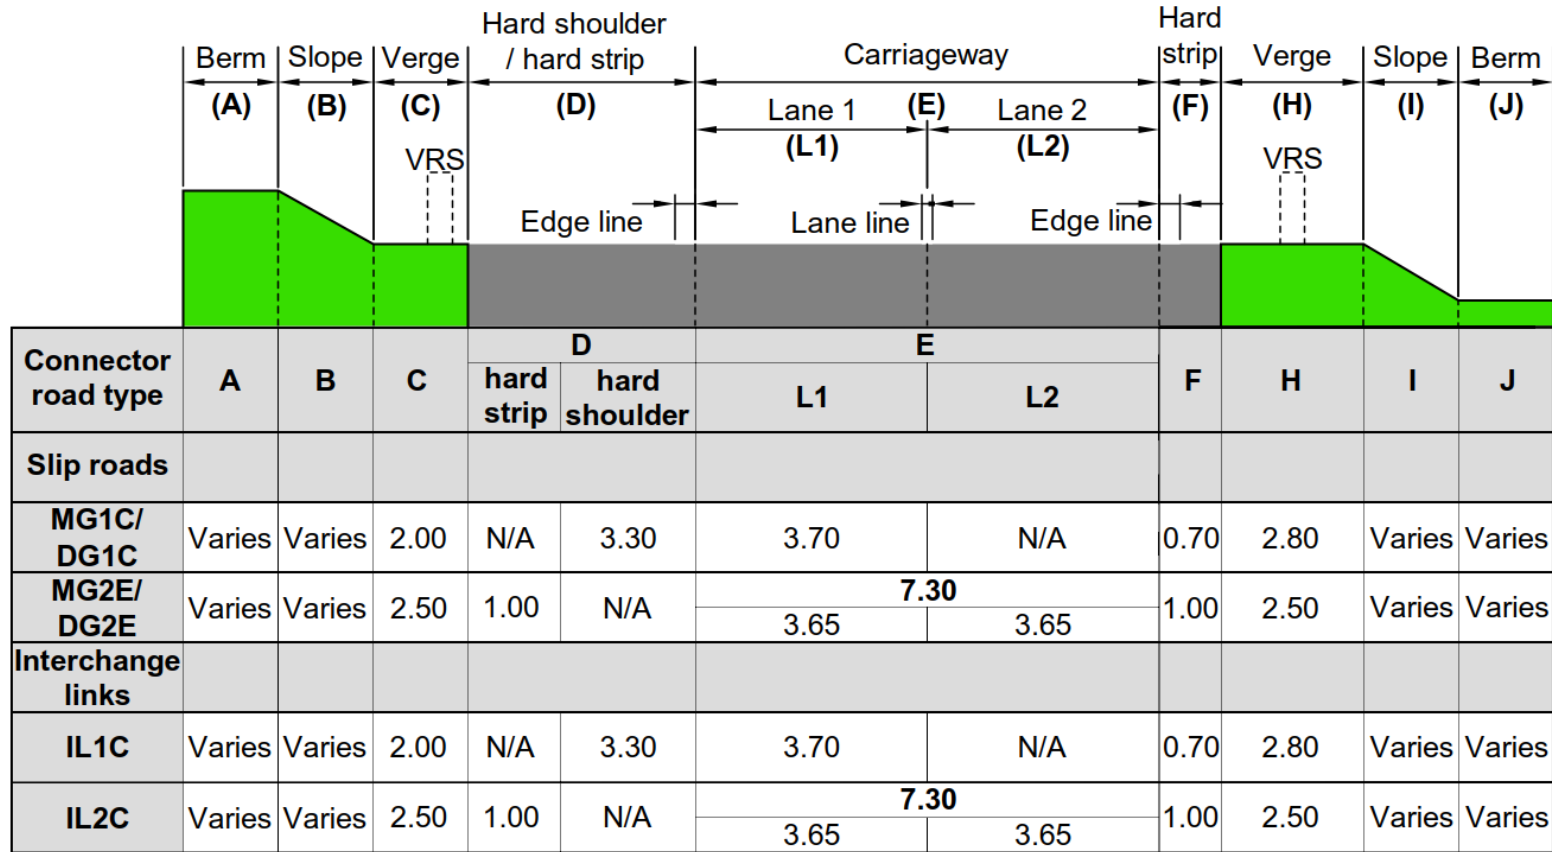 Hard shoulder
/ hard strip
Hard
strip
Berm Slope Verge Carriageway Verge Slope Berm
(A) (B) (C) (D) (E) (F) (H) (I) (J)
Lane 1 Lane 2
(L1) (L2)
VRS VRS
Edge line Lane line Edge line
Connector
road type
A B C D E F H I J
hard
strip
hard
shoulder
L1 L2
Slip roads
MG1C/
DG1C
Varies Varies 2.00 N/A 3.30 3.70 N/A 0.70 2.80 Varies Varies
MG2E/
DG2E
Varies Varies 2.50 1.00 N/A 7.30 1.00 2.50 Varies Varies
3.65 3.65
Interchange
links
IL1C Varies Varies 2.00 N/A 3.30 3.70 N/A 0.70 2.80 Varies Varies
IL2C Varies Varies 2.50 1.00 N/A 7.30 1.00 2.50 Varies Varies
3.65 3.65